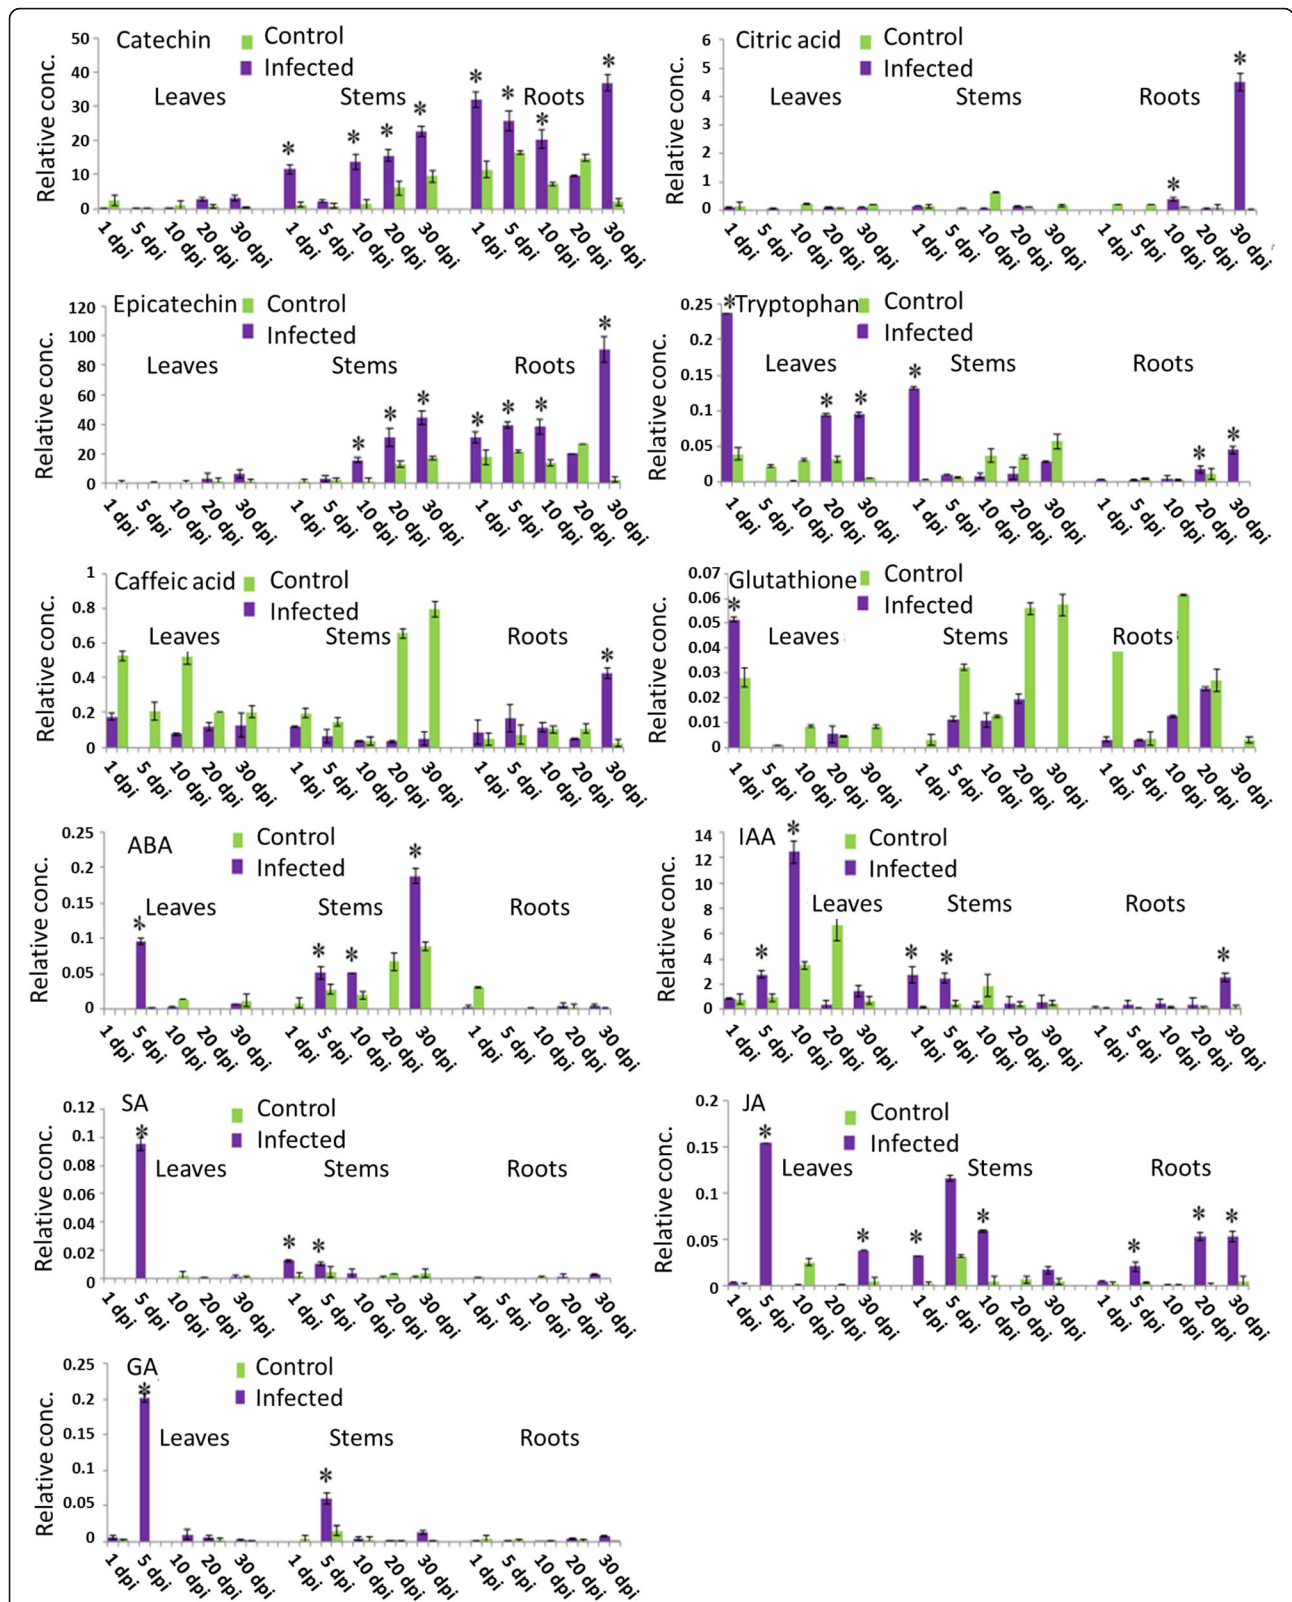 Catechin
Control
Infected
Leaves
Stems
Roots
Relative conc.
50
40
30
20
10
0
1 dpi
5 dpi
10 dpi
20 dpi
30 dpi
1 dpi
5 dpi
10 dpi
20 dpi
30 dpi
1 dpi
5 dpi
10 dpi
20 dpi
30 dpi
Citric acid
Control
Infected
Leaves
Stems
Roots
Relative conc.
6
5
4
3
2
1
0
1 dpi
5 dpi
10 dpi
20 dpi
30 dpi
1 dpi
5 dpi
10 dpi
20 dpi
30 dpi
1 dpi
5 dpi
10 dpi
20 dpi
30 dpi
Epicatechin
Control
Infected
Leaves
Stems
Roots
Relative conc.
120
100
80
60
40
20
0
1 dpi
5 dpi
10 dpi
20 dpi
30 dpi
1 dpi
5 dpi
10 dpi
20 dpi
30 dpi
1 dpi
5 dpi
10 dpi
20 dpi
30 dpi
Tryptophan
Control
Infected
Leaves
Stems
Roots
Relative conc.
0.25
0.2
0.15
0.1
0.05
0
1 dpi
5 dpi
10 dpi
20 dpi
30 dpi
1 dpi
5 dpi
10 dpi
20 dpi
30 dpi
1 dpi
5 dpi
10 dpi
20 dpi
30 dpi
Caffeic acid
Control
Infected
Leaves
Stems
Roots
Relative conc.
1
0.8
0.6
0.4
0.2
0
1 dpi
5 dpi
10 dpi
20 dpi
30 dpi
1 dpi
5 dpi
10 dpi
20 dpi
30 dpi
1 dpi
5 dpi
10 dpi
20 dpi
30 dpi
Glutathione
Control
Infected
Leaves
Stems
Roots
Relative conc.
0.07
0.06
0.05
0.04
0.03
0.02
0.01
0
1 dpi
5 dpi
10 dpi
20 dpi
30 dpi
1 dpi
5 dpi
10 dpi
20 dpi
30 dpi
1 dpi
5 dpi
10 dpi
20 dpi
30 dpi
ABA
Control
Infected
Leaves
Stems
Roots
Relative conc.
0.25
0.2
0.15
0.1
0.05
0
1 dpi
5 dpi
10 dpi
20 dpi
30 dpi
1 dpi
5 dpi
10 dpi
20 dpi
30 dpi
1 dpi
5 dpi
10 dpi
20 dpi
30 dpi
IAA
Control
Infected
Leaves
Stems
Roots
Relative conc.
14
12
10
8
6
4
2
0
1 dpi
5 dpi
10 dpi
20 dpi
30 dpi
1 dpi
5 dpi
10 dpi
20 dpi
30 dpi
1 dpi
5 dpi
10 dpi
20 dpi
30 dpi
SA
Control
Infected
Leaves
Stems
Roots
Relative conc.
0.12
0.1
0.08
0.06
0.04
0.02
0
1 dpi
5 dpi
10 dpi
20 dpi
30 dpi
1 dpi
5 dpi
10 dpi
20 dpi
30 dpi
1 dpi
5 dpi
10 dpi
20 dpi
30 dpi
JA
Control
Infected
Leaves
Stems
Roots
Relative conc.
0.2
0.15
0.1
0.05
0
1 dpi
5 dpi
10 dpi
20 dpi
30 dpi
1 dpi
5 dpi
10 dpi
20 dpi
30 dpi
1 dpi
5 dpi
10 dpi
20 dpi
30 dpi
GA
Control
Infected
Leaves
Stems
Roots
Relative conc.
0.25
0.2
0.15
0.1
0.05
0
1 dpi
5 dpi
10 dpi
20 dpi
30 dpi
1 dpi
5 dpi
10 dpi
20 dpi
30 dpi
1 dpi
5 dpi
10 dpi
20 dpi
30 dpi